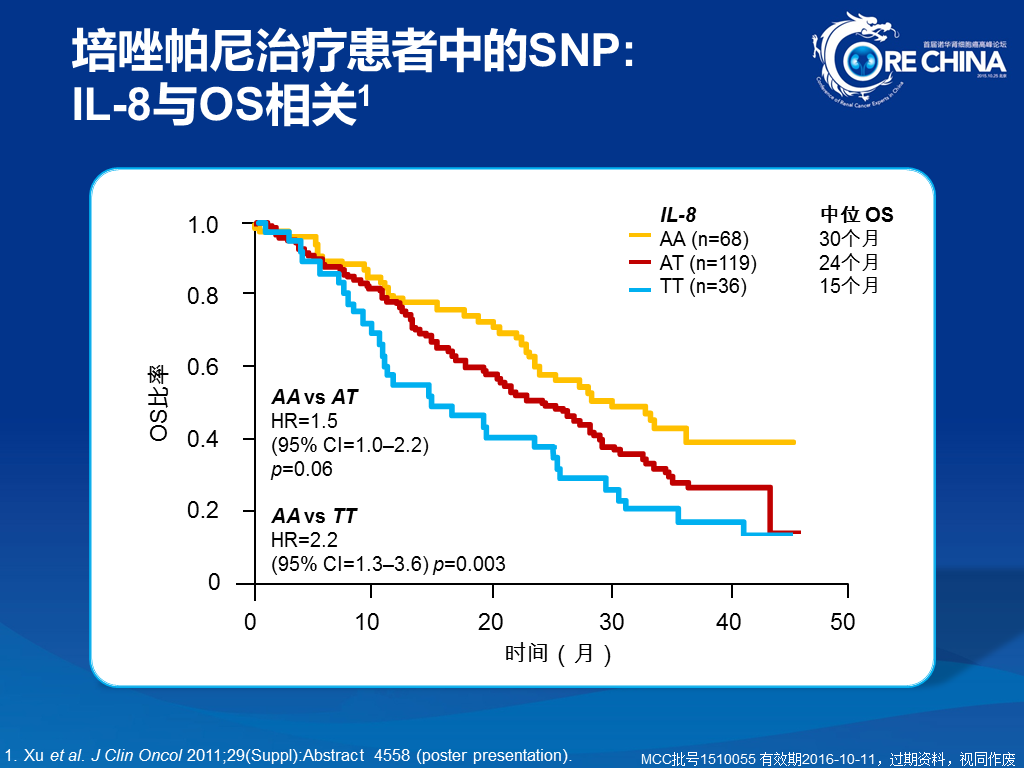 培唑帕尼治疗患者中的SNP:
IL-8与OS相关1
首届诺华肾细胞癌高峰论坛
ORE CHINA
2015.10.25 北京
Conference of Renal Cancer Experts in China
IL-8 中位 OS
AA (n=68) 30个月
AT (n=119) 24个月
TT (n=36) 15个月
OS比率
1.0
0.8
0.6
0.4
0.2
0
AA vs AT
HR=1.5
(95% CI=1.0–2.2)
p=0.06
AA vs TT
HR=2.2
(95% CI=1.3–3.6) p=0.003
0 10 20 30 40 50
时间（月）
1. Xu et al. J Clin Oncol 2011;29(Suppl):Abstract 4558 (poster presentation).
MCC批号1510055 有效期2016-10-11，过期资料，视同作废